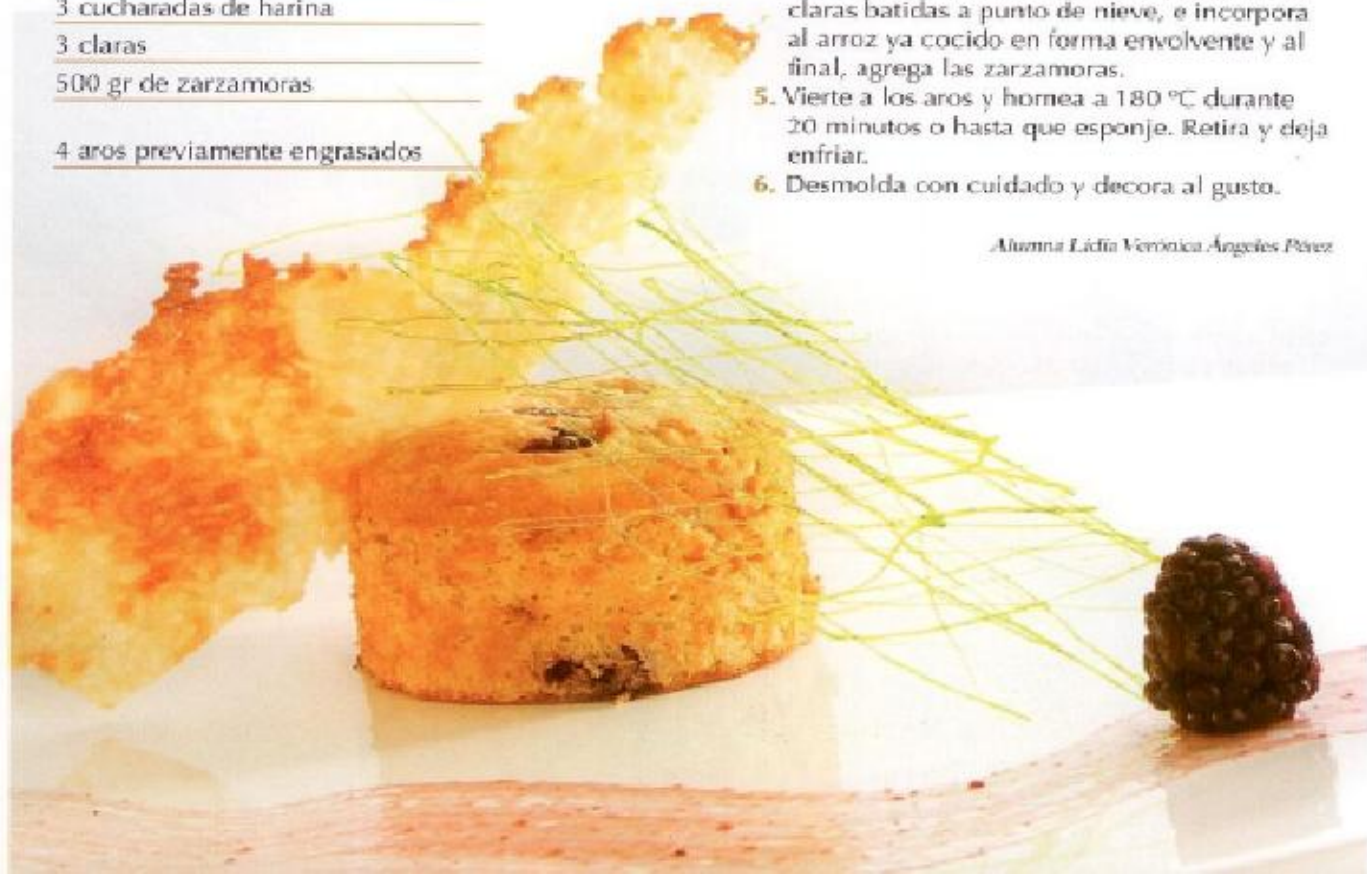 3 cucharadas de harina
3 claras
500 gr de zarzamoras
4 aros previamente engrasados
claras batidas a punto de nieve, e incorpora
al arroz ya cocido en forma envolvente y al
final, agrega las zarzamoras.
5. Vierte a los aros y hornea a 180 °C durante
20 minutos o hasta que esponje. Retira y deja
enfriar.
6. Desmolda con cuidado y decora al gusto.
Alumna Lidia Verónica Ángeles Pérez